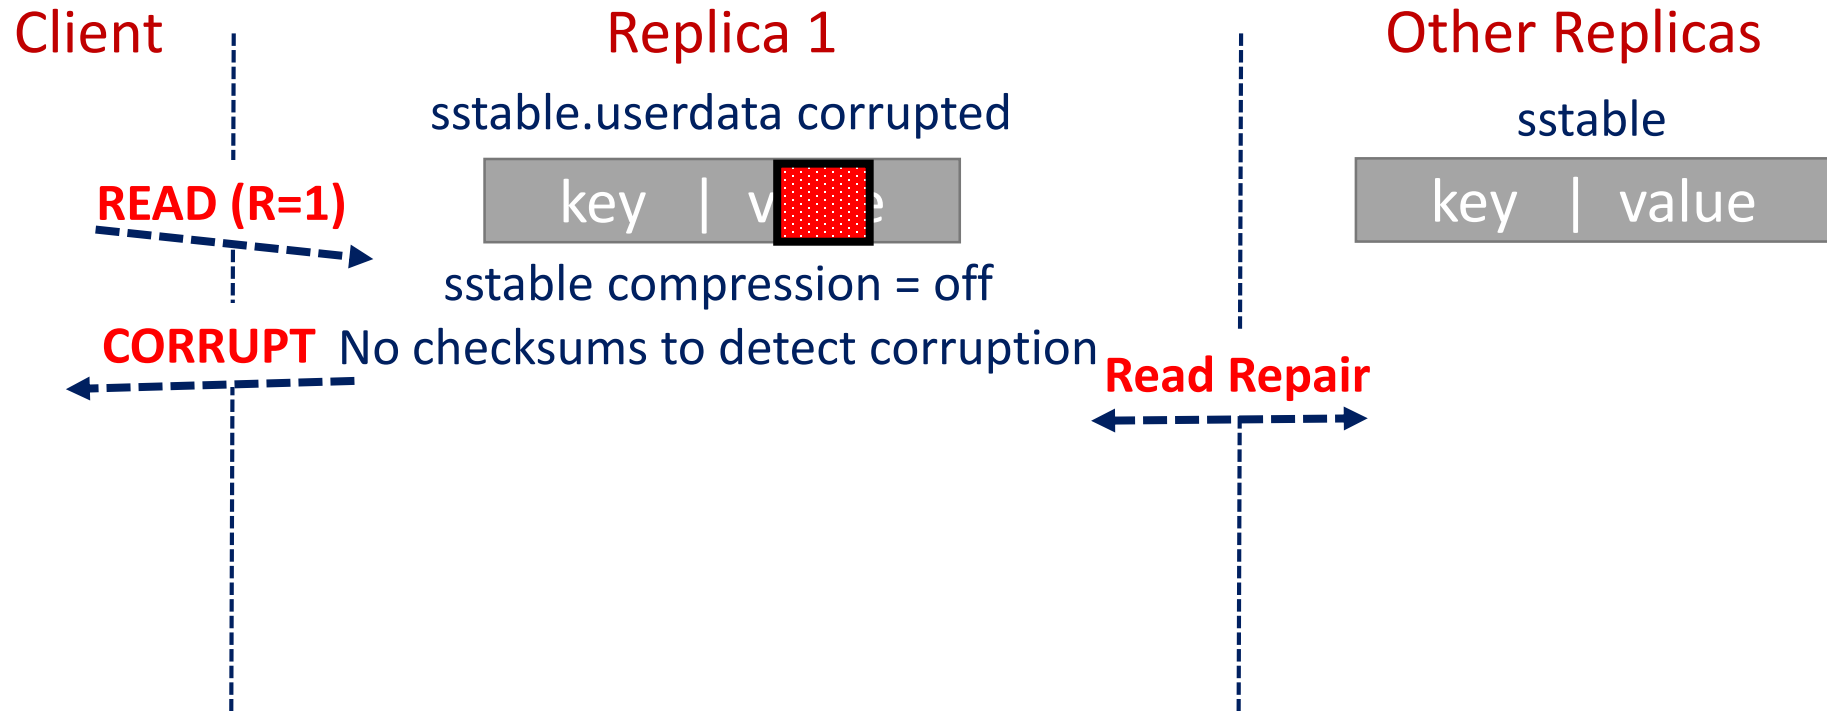 Client
Replica 1
Other Replicas
sstable.userdata corrupted
sstable
READ (R=1)
key | v e
key | value
sstable compression = off
CORRUPT
No checksums to detect corruption
Read Repair